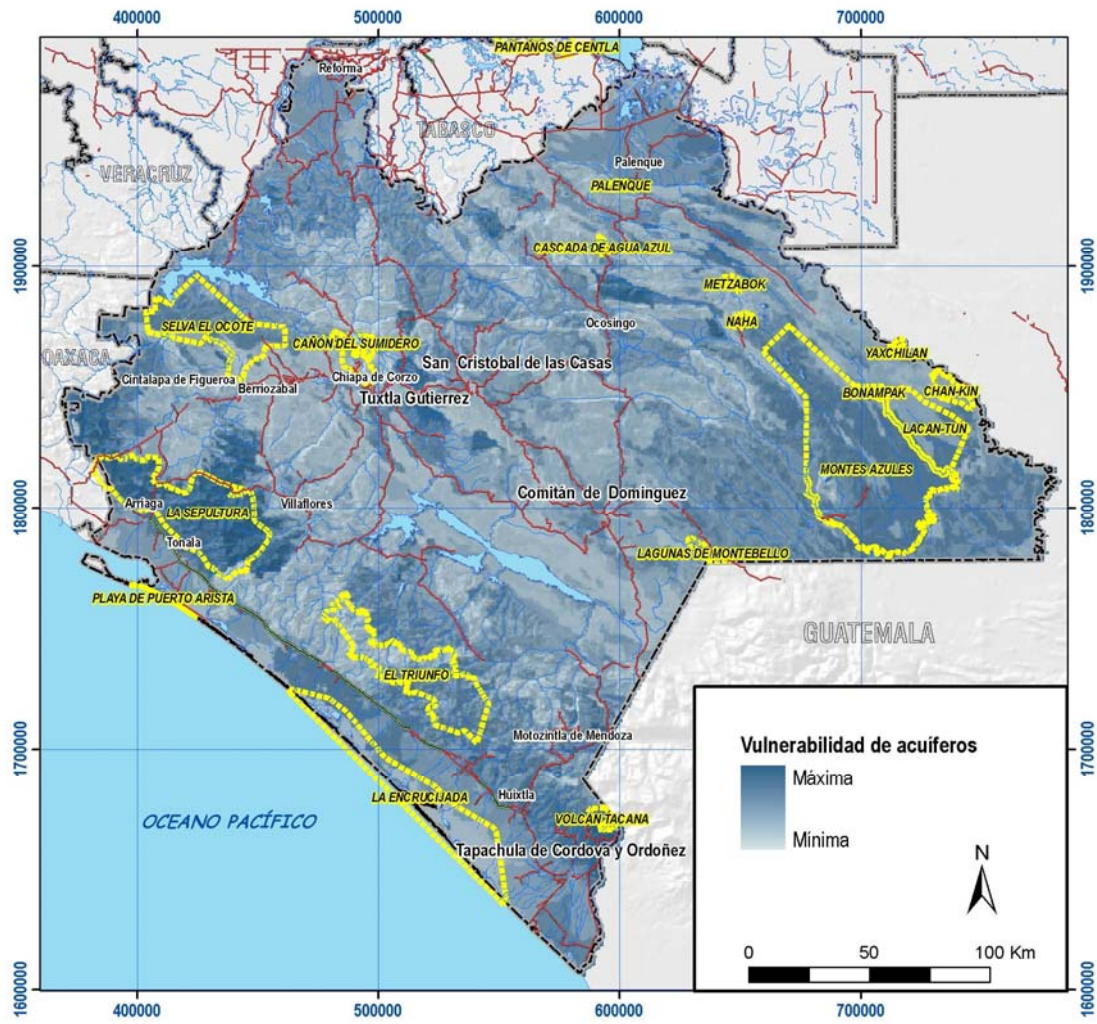 400000
500000
600000
700000
PANTANOS DE CENTLA
Reforma
TABASCO
VERACRUZ
Palenque
PALENQUE
CASCADA DE AGUA AZUL
1900000
1900000
METZABOK
NAHA
Ocosingo
SELVA EL OCOTE
CAÑON DEL SUMIDERO
YAXCHILAN
OAXACA
San Cristobal de las Casas
Cintalapa de Figueroa
Chiapa de Corzo
Berriozabal
Tuxtla Gutierrez
BONAMPAK
CHAN-KIN
LACAN-TUN
MONTES AZULES
Comitán de Dominguez
Arriaga
LA SEPULTURA
Villaflores
1800000
1800000
Tonala
LAGUNAS DE MONTEBELLO
PLAYA DE PUERTO ARISTA
GUATEMALA
EL TRIUNFO
Motozintla de Mendoza
1700000
1700000
Vulnerabilidad de acuíferos
Máxima
Mínima
LA ENCRUCIJADA
Huixtla
OCEANO PACÍFICO
VOLCAN TACANA
Tapachula de Cordova y Ordoñez
N
0 50 100 Km
1600000
1600000
400000
500000
600000
700000